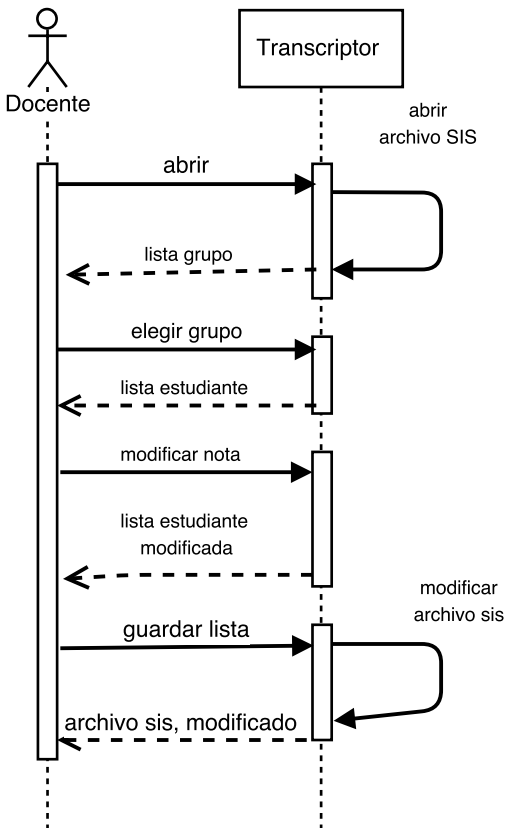 Docente
Transcriptor
abrir
archivo SIS
abrir
lista grupo
elegir grupo
lista estudiante
modificar nota
lista estudiante
modificada
modificar
archivo sis
guardar lista
archivo sis, modificado